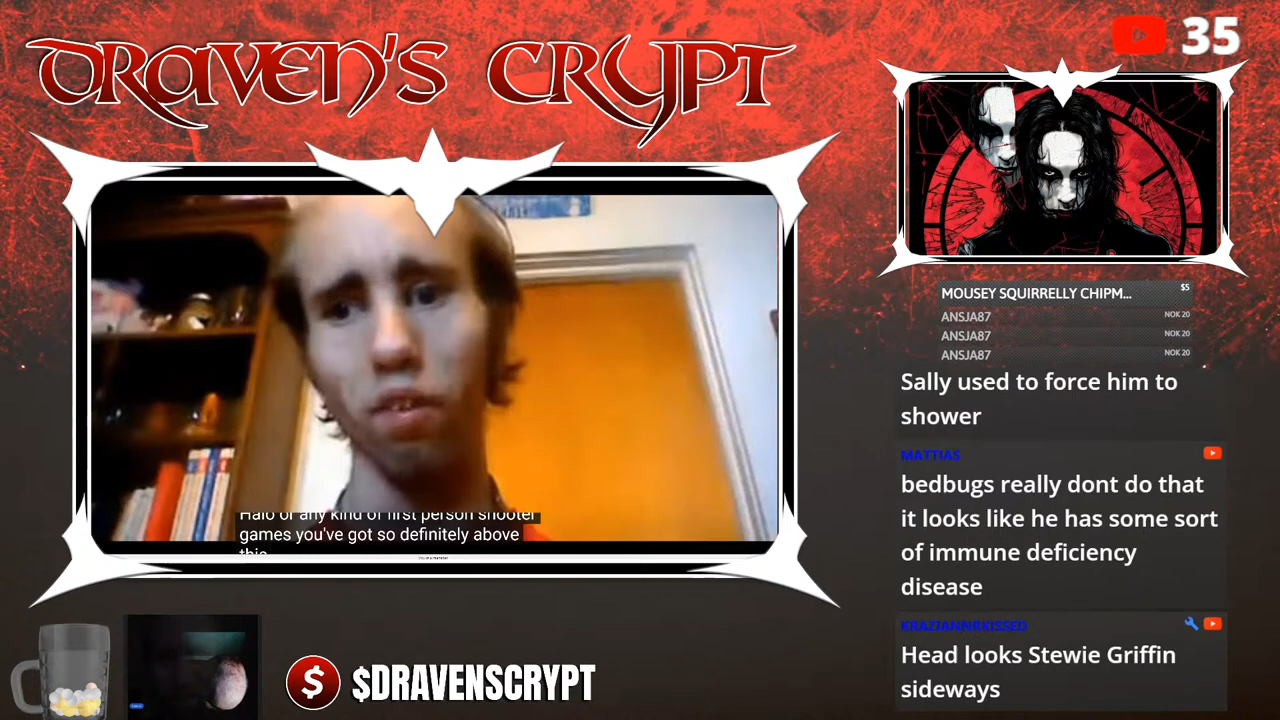 DRAVEN'S CRYPT
35
MOUSEY SQUIRRELLY CHIPM... $5
ANSJA87 NOK 20
ANSJA87 NOK 20
ANSJA87 NOK 20
Sally used to force him to
shower
MATTIAS
bedbugs really dont do that
it looks like he has some sort
of immune deficiency
disease
KRAZIANNRKISSED
Head looks Stewie Griffin
sideways
Halo or any kind of first person shooter
games you've got so definitely above
this
$ $DRAVENSCRYPT